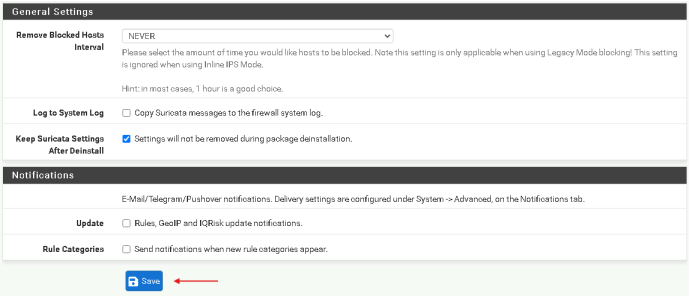 General Settings
Remove Blocked Hosts Interval
NEVER
Please select the amount of time you would like hosts to be blocked. Note this setting is only applicable when using Legacy Mode blocking! This setting
is ignored when using Inline IPS Mode.
Hint: in most cases, 1 hour is a good choice.
Log to System Log
Copy Suricata messages to the firewall system log.
Keep Suricata Settings After Deinstall
Settings will not be removed during package deinstallation.
Notifications
E-Mail/Telegram/Pushover notifications. Delivery settings are configured under System -> Advanced, on the Notifications tab.
Update
Rules, GeoIP and IQRisk update notifications.
Rule Categories
Send notifications when new rule categories appear.
Save